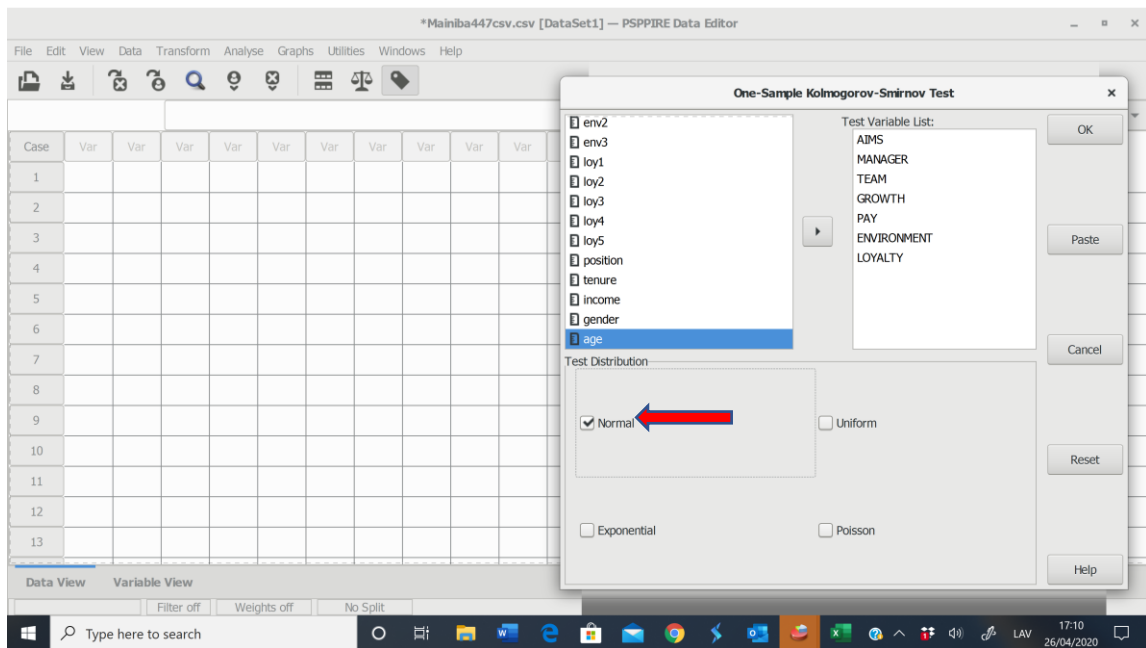 *Mainiba447csv.csv [DataSet1] — PSPPIRE Data Editor
File Edit View Data Transform Analyse Graphs Utilities Windows Help
One-Sample Kolmogorov-Smirnov Test
env2
env3
loy1
loy2
loy3
loy4
loy5
position
tenure
income
gender
age
Test Variable List:
AIMS
MANAGER
TEAM
GROWTH
PAY
ENVIRONMENT
LOYALTY
OK
Paste
Cancel
Reset
Help
Test Distribution
Normal
Uniform
Exponential
Poisson
Case Var Var Var Var Var Var Var Var Var Var
1
2
3
4
5
6
7
8
9
10
11
12
13
Data View Variable View
Filter off Weights off No Split
Type here to search
LAV
17:10
26/04/2020